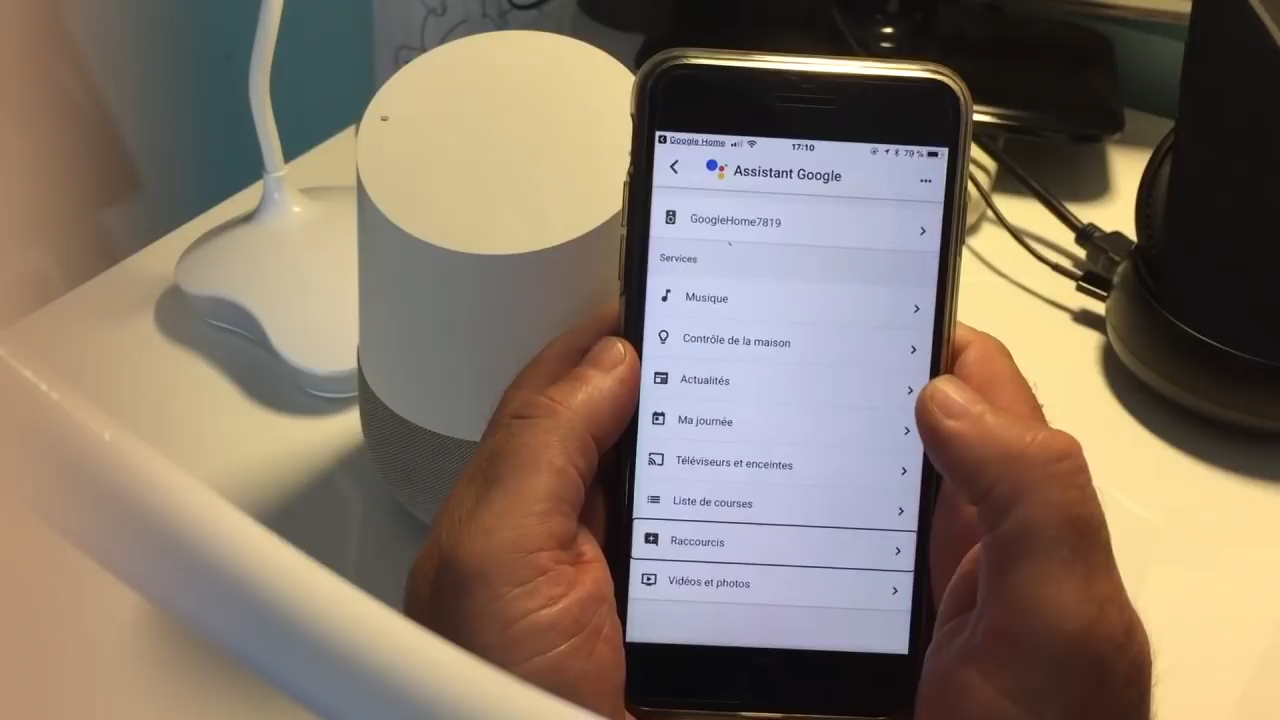 Google Home 17:10 79 %
Assistant Google
GoogleHome7819
Services
Musique
Contrôle de la maison
Actualités
Ma journée
Téléviseurs et enceintes
Liste de courses
Raccourcis
Vidéos et photos